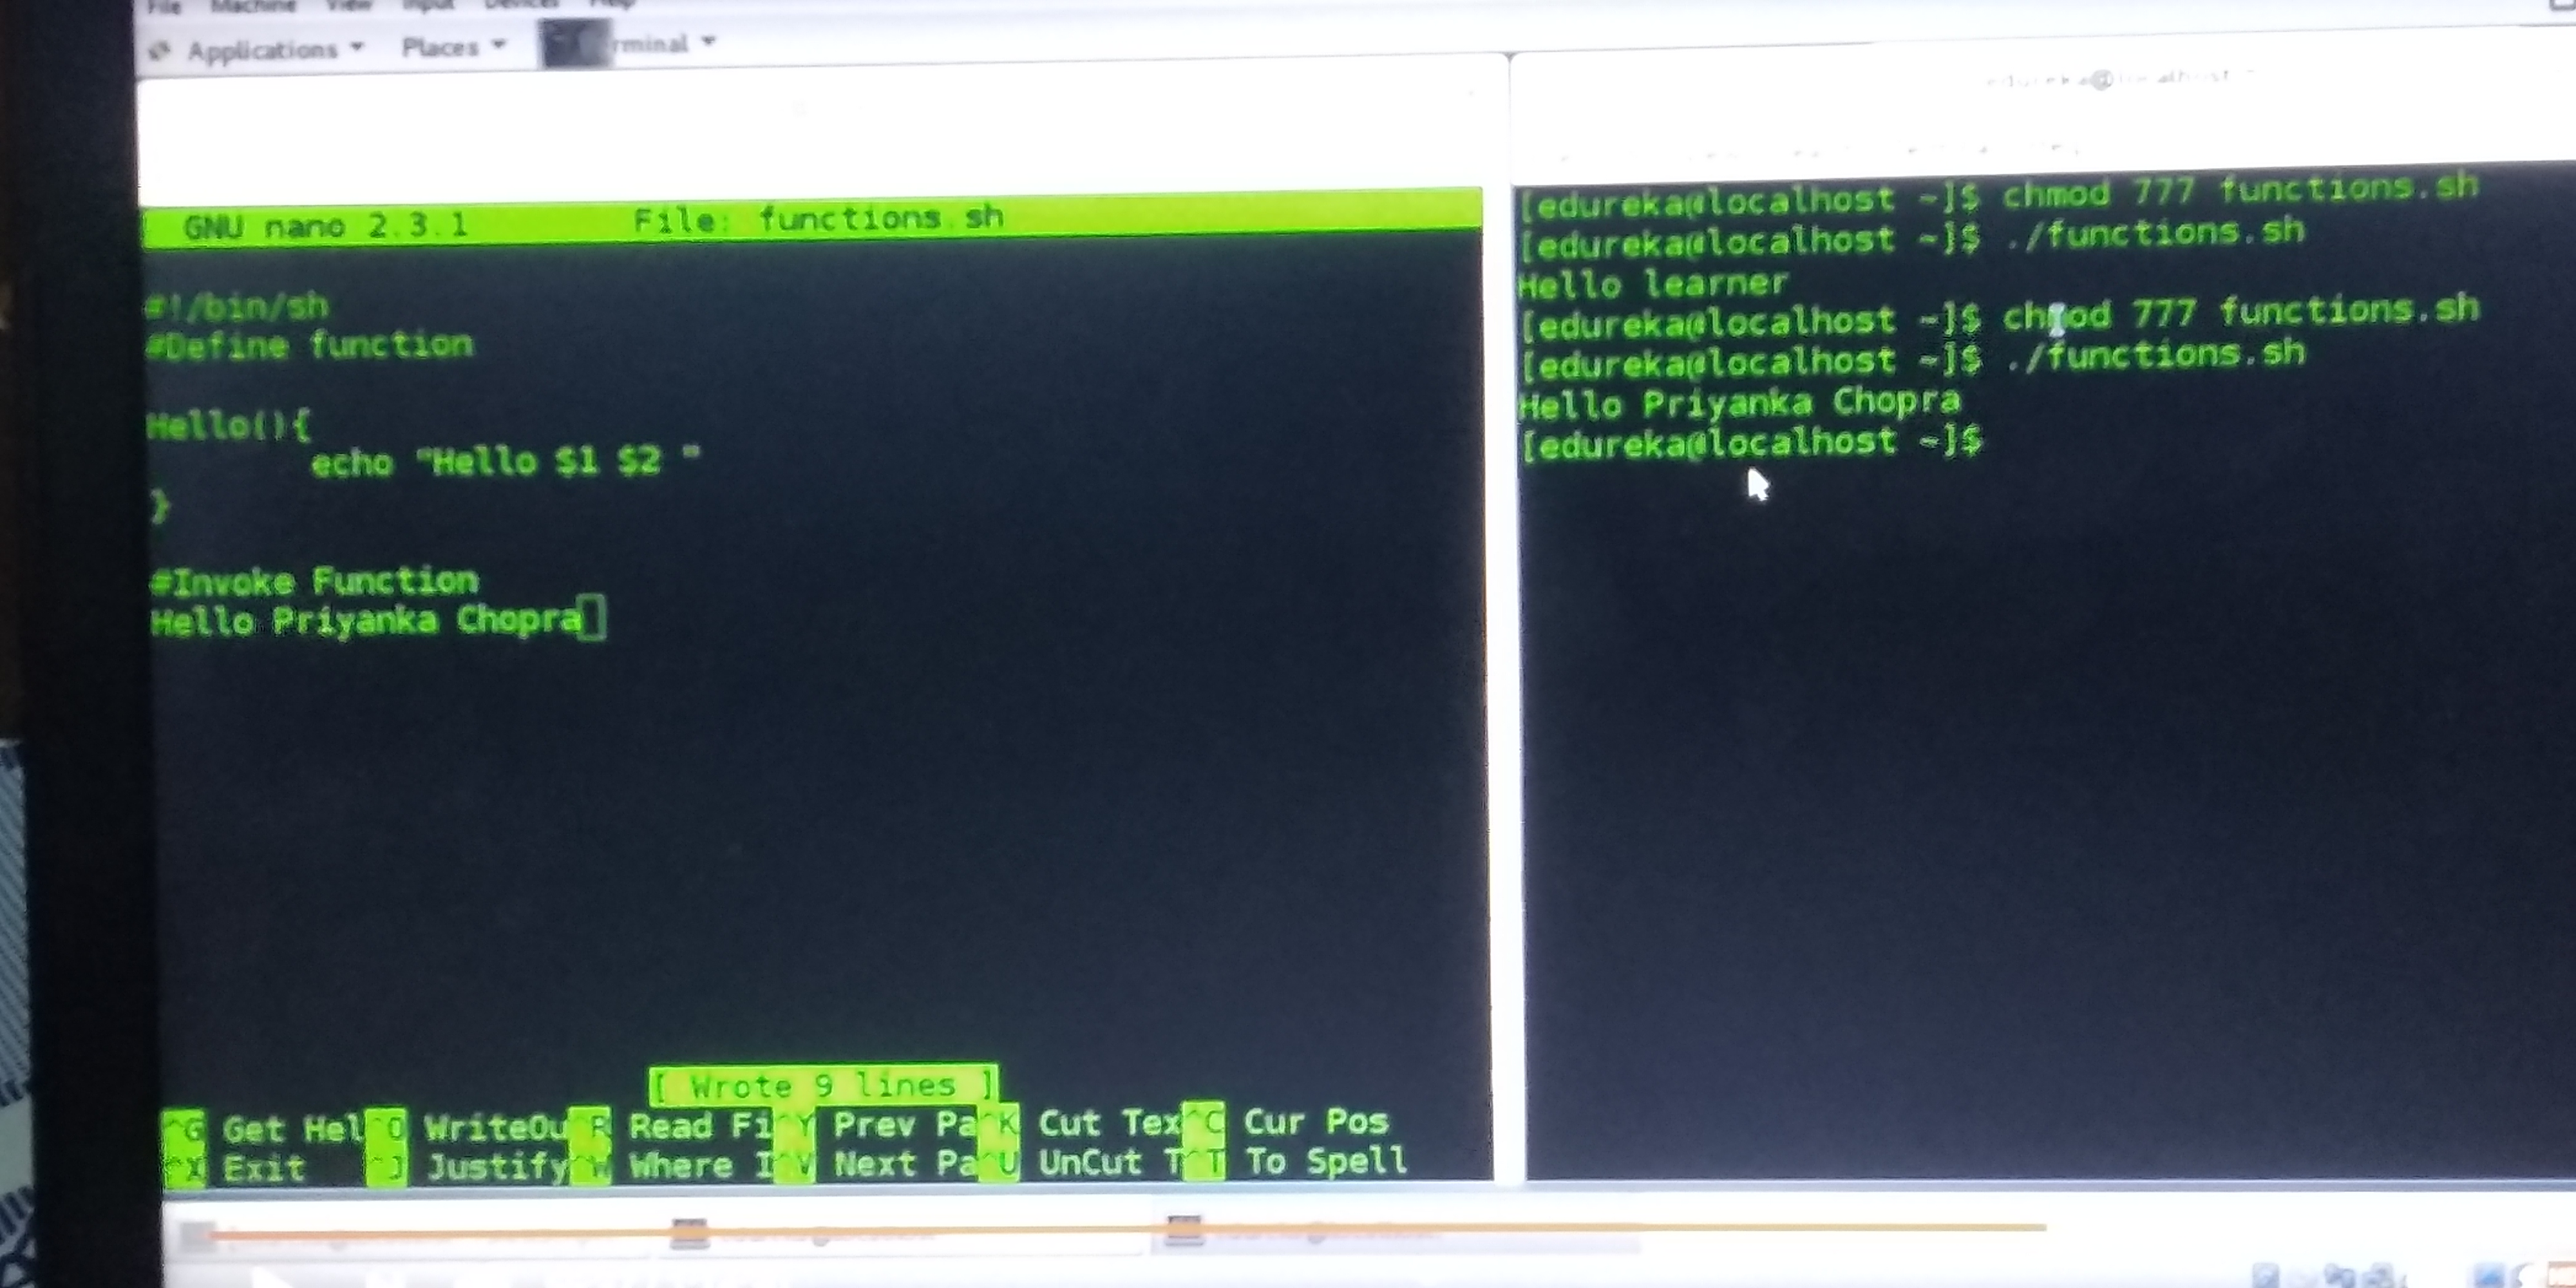 File Machine View Input Devices Help
Applications Places rminal
edureka@localhost:~
GNU nano 2.3.1 File: functions.sh
#!/bin/sh
#Define function
Hello(){
echo "Hello $1 $2 "
}
#Invoke Function
Hello Priyanka Chopra
[ Wrote 9 lines ]
^G Get Hel ^O WriteOu ^R Read Fi ^Y Prev Pa ^K Cut Tex ^C Cur Pos
^X Exit ^J Justify ^W Where I ^V Next Pa ^U UnCut T ^T To Spell
[edureka@localhost ~]$ chmod 777 functions.sh
[edureka@localhost ~]$ ./functions.sh
Hello learner
[edureka@localhost ~]$ chmod 777 functions.sh
[edureka@localhost ~]$ ./functions.sh
Hello Priyanka Chopra
[edureka@localhost ~]$